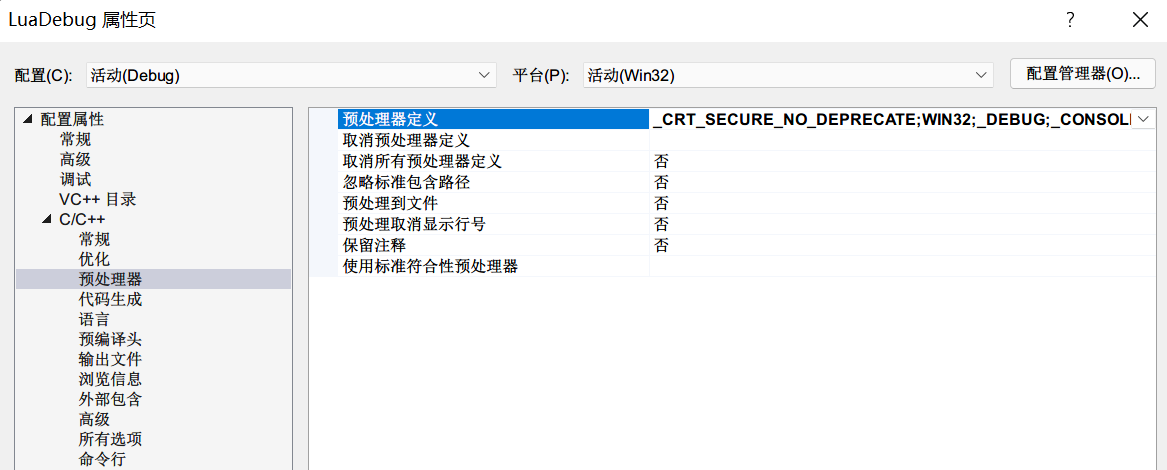 LuaDebug 属性页
配置(C): 活动(Debug) 平台(P): 活动(Win32) 配置管理器(O)...
配置属性
常规
高级
调试
VC++ 目录
C/C++
常规
优化
预处理器
代码生成
语言
预编译头
输出文件
浏览信息
外部包含
高级
所有选项
命令行
预处理器定义 _CRT_SECURE_NO_DEPRECATE;WIN32;_DEBUG;_CONSOL
取消预处理器定义
取消所有预处理器定义 否
忽略标准包含路径 否
预处理到文件 否
预处理取消显示行号 否
保留注释 否
使用标准符合性预处理器